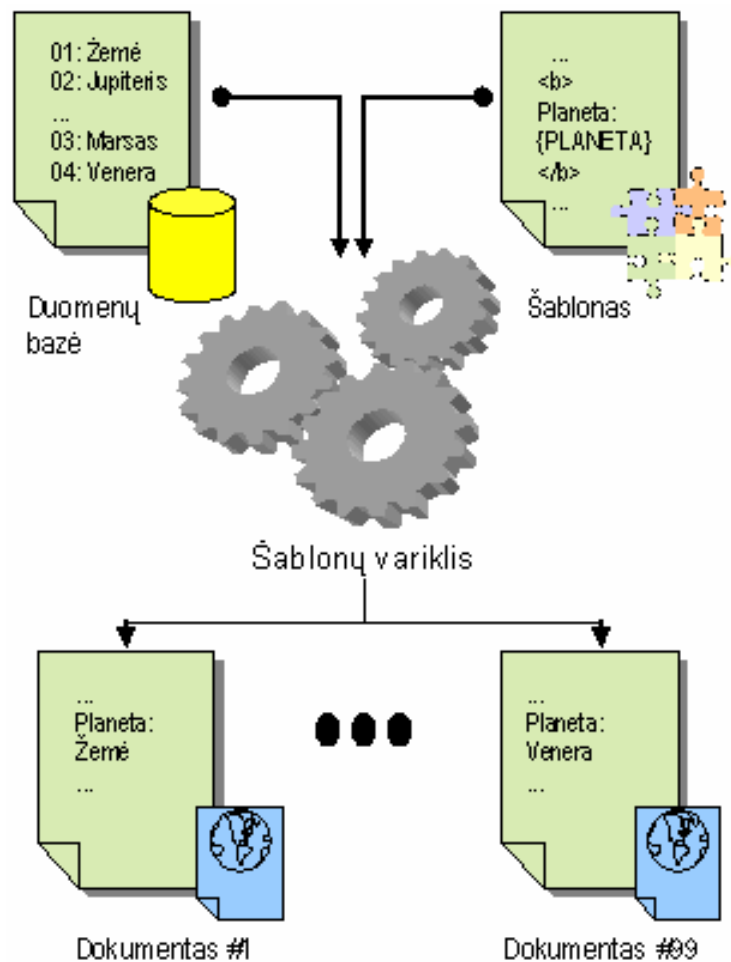 01: Žemė
02: Jupiteris
...
03: Marsas
04: Venera
Duomenų
bazė
...
<b>
Planeta:
{PLANETA}
</b>
...
Šablonas
Šablonų variklis
...
Planeta:
Žemė
...
Dokumentas #1
...
Planeta:
Venera
...
Dokumentas #99